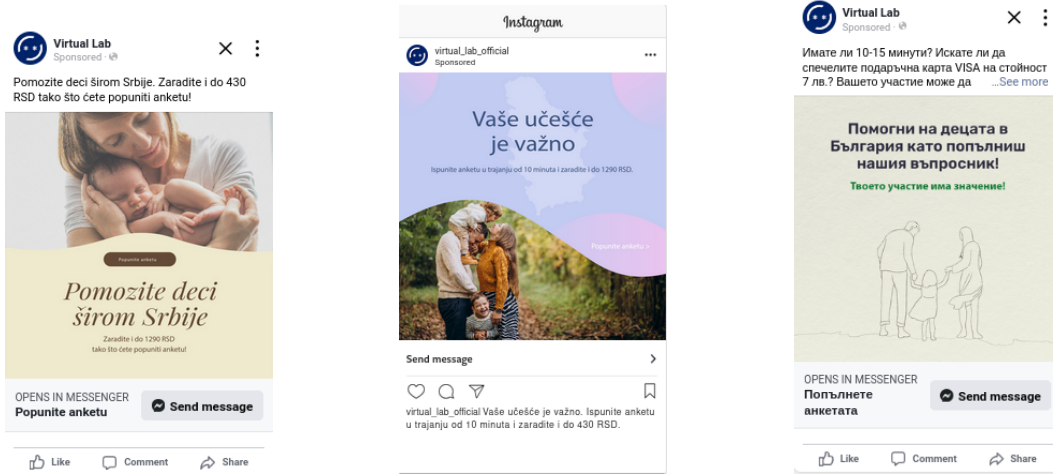 Virtual Lab
Sponsored ·
Pomozite deci širom Srbije. Zaradite i do 430
RSD tako što ćete popuniti anketu!
Popunite anketu
Pomozite deci
širom Srbije
Zaradite i do 1290 RSD
tako što ćete popuniti anketu!
OPENS IN MESSENGER
Popunite anketu
Send message
Like
Comment
Share
Instagram
virtual_lab_official
Sponsored
Vaše učešće
je važno
Ispunite anketu u trajanju od 10 minuta i zaradite i do 1290 RSD.
Popunite anketu >
Send message
virtual_lab_official Vaše učešće je važno. Ispunite anketu
u trajanju od 10 minuta i zaradite i do 430 RSD.
Virtual Lab
Sponsored ·
Имате ли 10-15 минути? Искате ли да
спечелите подаръчна карта VISA на стойност
7 лв.? Вашето участие може да ...See more
Помогни на децата в
България като попълниш
нашия въпросник!
Твоето участие има значение!
OPENS IN MESSENGER
Попълнете
анкетата
Send message
Like
Comment
Share